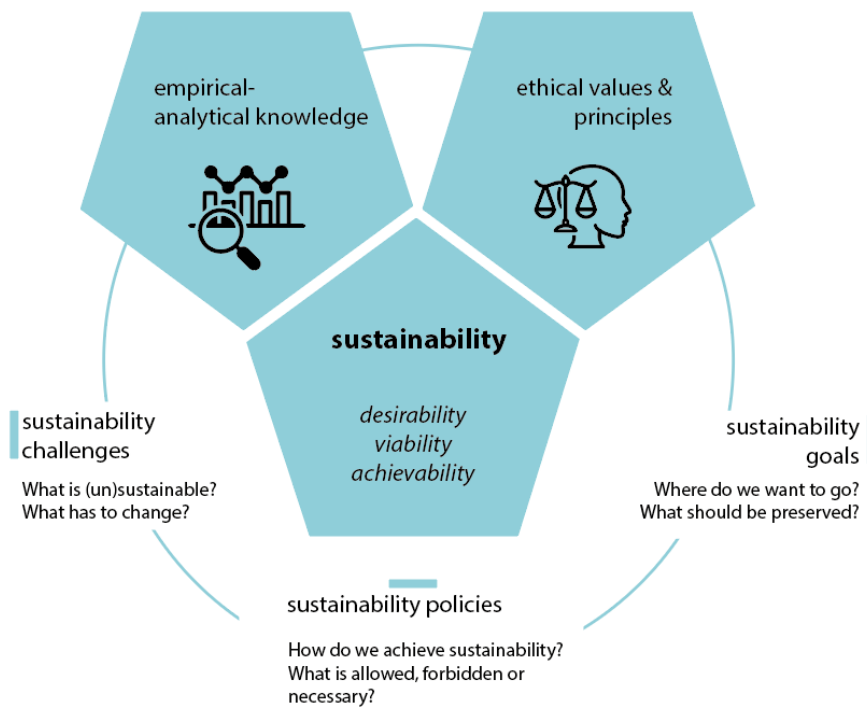 empirical-
analytical knowledge
ethical values &
principles
sustainability
desirability
viability
achievability
sustainability
challenges
What is (un)sustainable?
What has to change?
sustainability
goals
Where do we want to go?
What should be preserved?
sustainability policies
How do we achieve sustainability?
What is allowed, forbidden or
necessary?